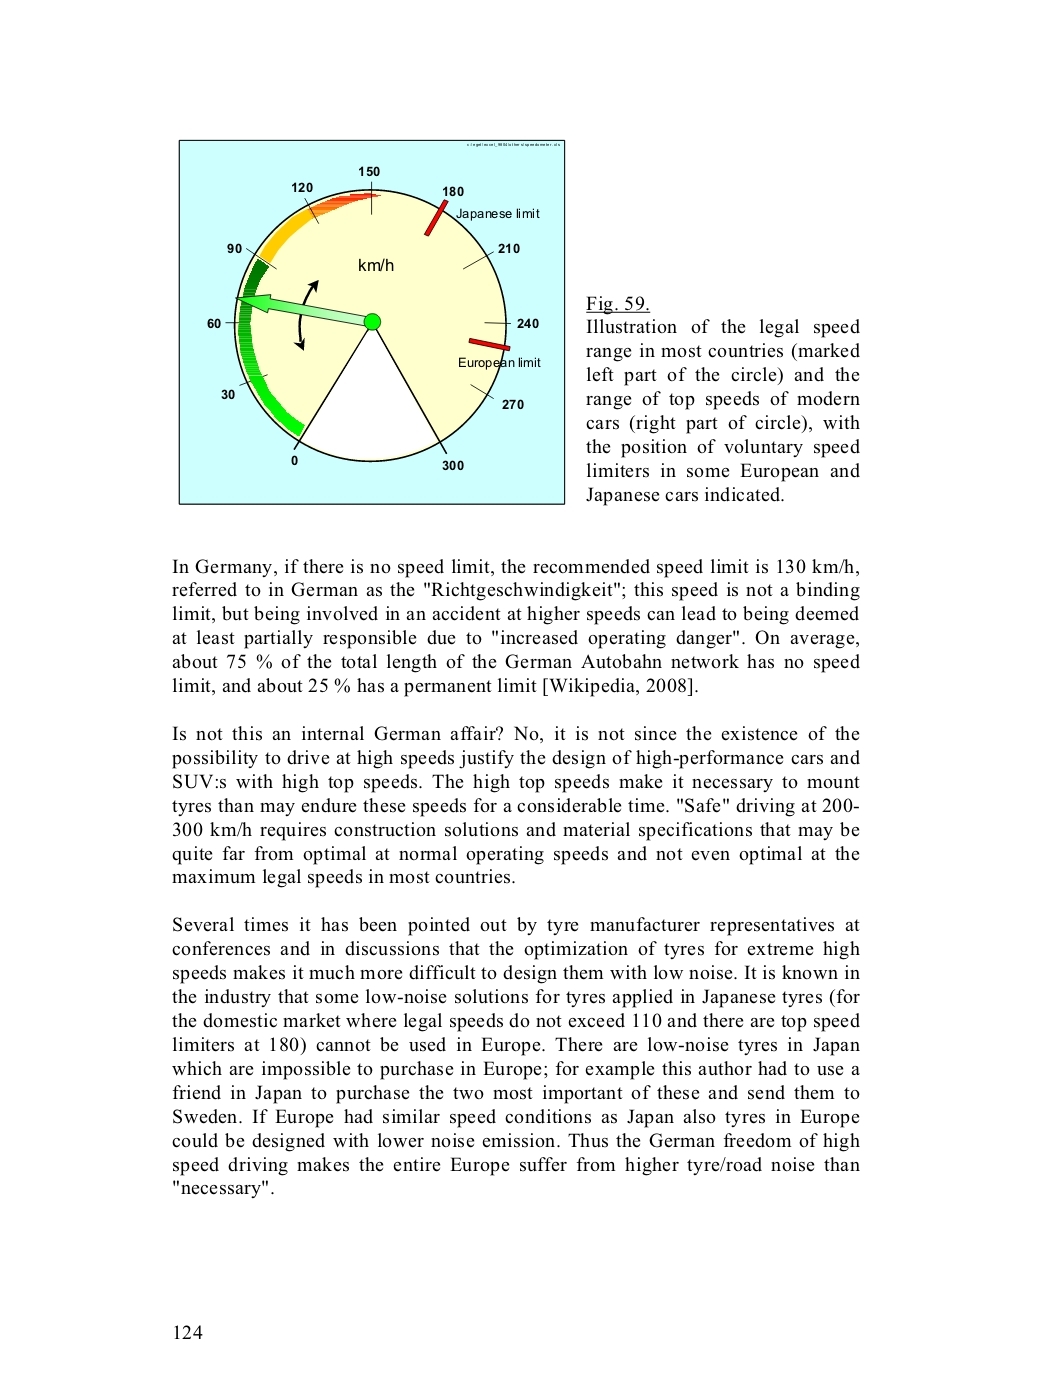 150
120
180
Japanese limit
90
210
km/h
60
240
European limit
30
270
0
300
Fig. 59.
Illustration of the legal speed
range in most countries (marked
left part of the circle) and the
range of top speeds of modern
cars (right part of circle), with
the position of voluntary speed
limiters in some European and
Japanese cars indicated.
In Germany, if there is no speed limit, the recommended speed limit is 130 km/h,
referred to in German as the "Richtgeschwindigkeit"; this speed is not a binding
limit, but being involved in an accident at higher speeds can lead to being deemed
at least partially responsible due to "increased operating danger". On average,
about 75 % of the total length of the German Autobahn network has no speed
limit, and about 25 % has a permanent limit [Wikipedia, 2008].
Is not this an internal German affair? No, it is not since the existence of the
possibility to drive at high speeds justify the design of high-performance cars and
SUV:s with high top speeds. The high top speeds make it necessary to mount
tyres than may endure these speeds for a considerable time. "Safe" driving at 200-
300 km/h requires construction solutions and material specifications that may be
quite far from optimal at normal operating speeds and not even optimal at the
maximum legal speeds in most countries.
Several times it has been pointed out by tyre manufacturer representatives at
conferences and in discussions that the optimization of tyres for extreme high
speeds makes it much more difficult to design them with low noise. It is known in
the industry that some low-noise solutions for tyres applied in Japanese tyres (for
the domestic market where legal speeds do not exceed 110 and there are top speed
limiters at 180) cannot be used in Europe. There are low-noise tyres in Japan
which are impossible to purchase in Europe; for example this author had to use a
friend in Japan to purchase the two most important of these and send them to
Sweden. If Europe had similar speed conditions as Japan also tyres in Europe
could be designed with lower noise emission. Thus the German freedom of high
speed driving makes the entire Europe suffer from higher tyre/road noise than
"necessary".
124